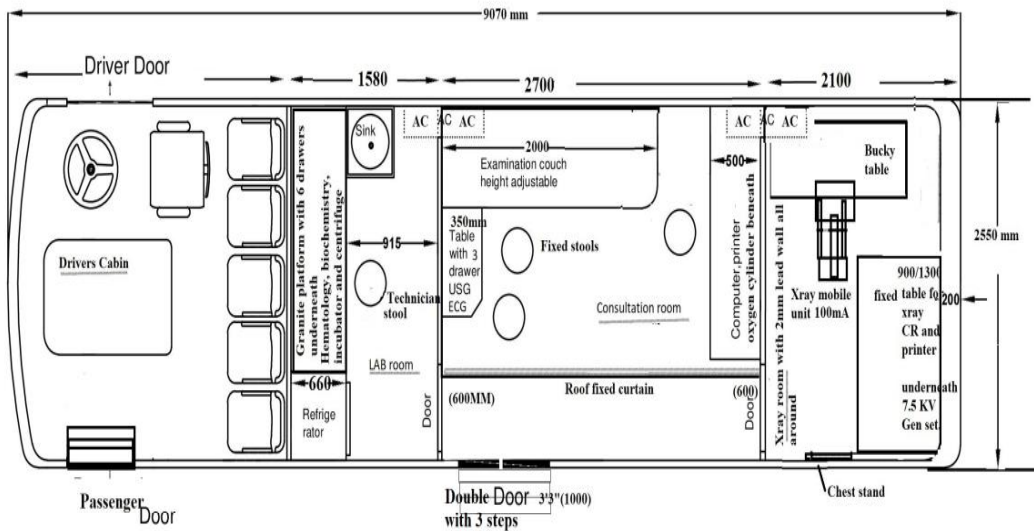 9070 mm
Driver Door
1580
2700
2100
Sink
AC
AC
AC
AC
AC
AC
2000
Examination couch
height adjustable
500
Bucky
table
2550 mm
Drivers Cabin
Granite platform with 6 drawers
underneath
Hematology, biochemistry,
incubator and centrifuge
915
Technician
stool
350mm
Table
with 3
drawer
USG
ECG
Fixed stools
Consultation room
Computer,printer
oxygen cylinder beneath
Xray room with 2mm lead wall all
around
Xray mobile
unit 100mA
900/1300
fixed table for
xray
CR and
printer
underneath
7.5 KV
Gen set.
200
LAB room
660
Refrige
rator
Door
(600MM)
Roof fixed curtain
(600)
Door
Passenger
Door
Double Door 3'3"(1000)
with 3 steps
Chest stand